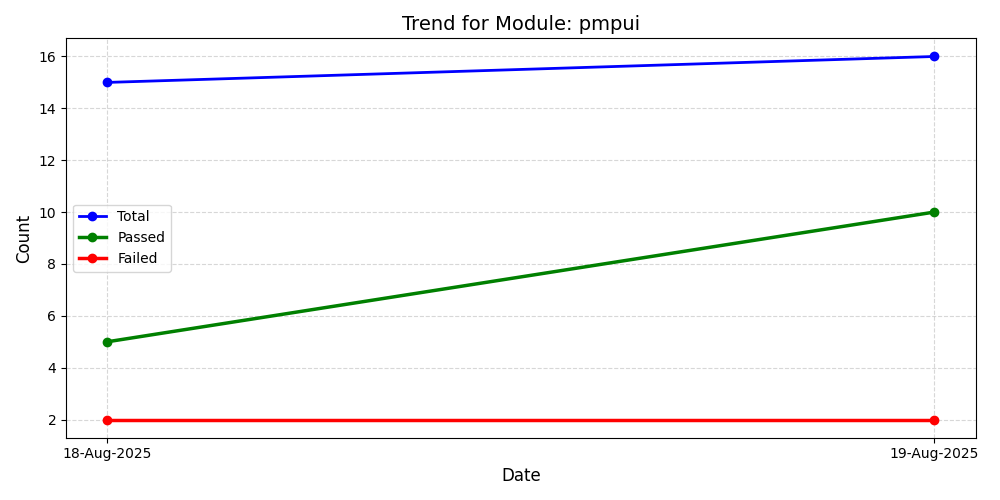 Trend for Module: pmpui
Count
16
14
12
10
8
6
4
2
Total
Passed
Failed
18-Aug-2025
19-Aug-2025
Date